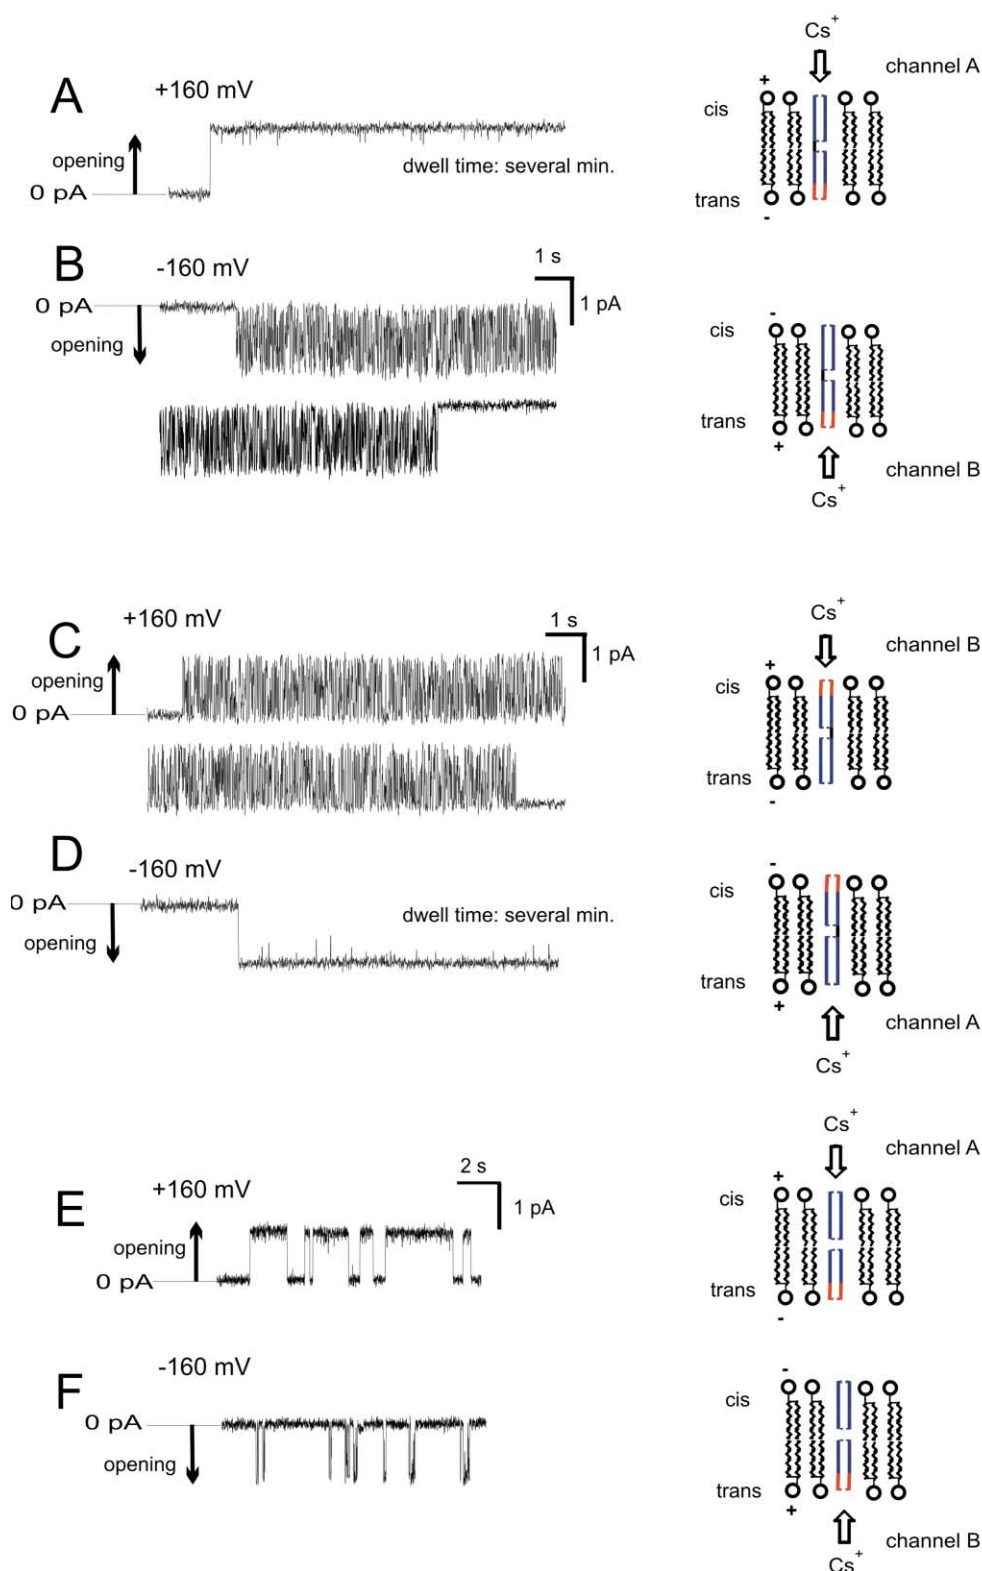 Cs+
channel A
A
+160 mV
+
cis
opening
dwell time: several min.
0 pA
trans
-
B
-160 mV
1 s
0 pA
1 pA
-
cis
opening
trans
+
channel B
Cs+
+160 mV
1 s
Cs+
C
channel B
1 pA
opening
+
cis
0 pA
trans
-
D
-160 mV
-
0 pA
cis
dwell time: several min.
opening
trans
+
channel A
Cs+
Cs+
2 s
channel A
E
+160 mV
+
1 pA
cis
opening
0 pA
trans
-
F
-160 mV
-
cis
0 pA
opening
trans
+
channel B
Cs+